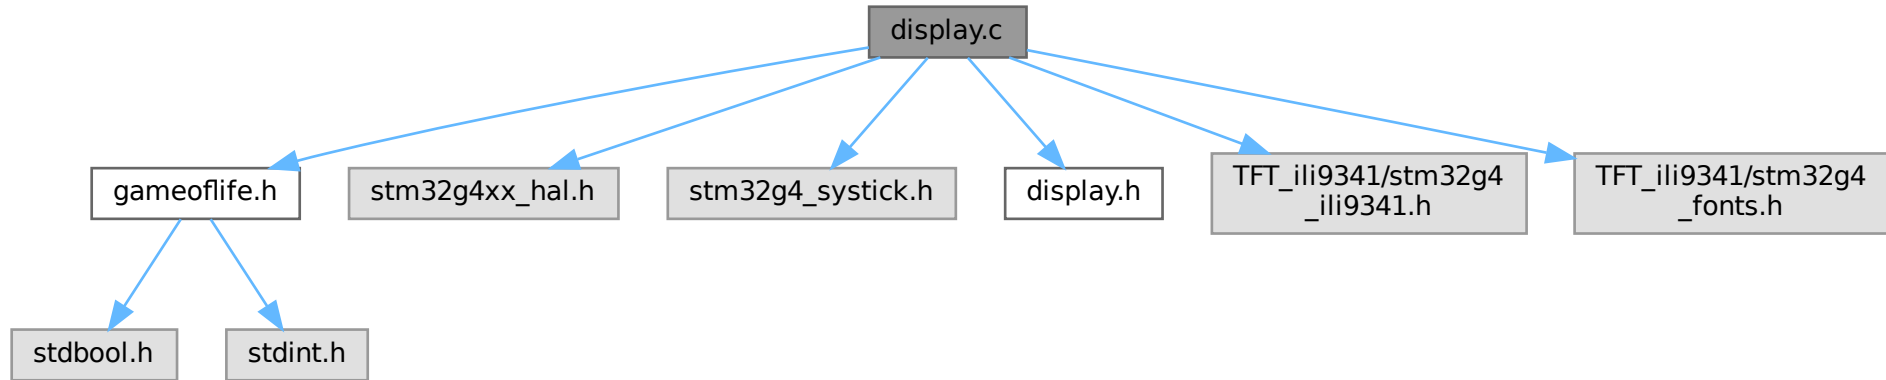 display.c
gameoflife.h
stm32g4xx_hal.h
stm32g4_systick.h
display.h
TFT_ili9341/stm32g4
_ili9341.h
TFT_ili9341/stm32g4
_fonts.h
stdbool.h
stdint.h